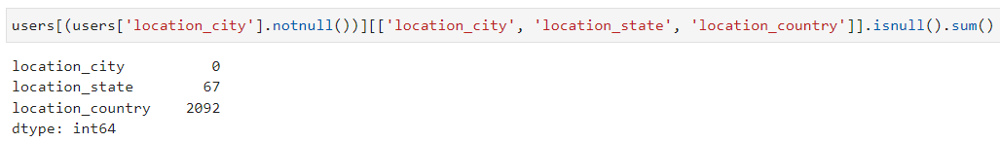 users[(users['location_city'].notnull())][['location_city', 'location_state', 'location_country']].isnull().sum()
location_city 0
location_state 67
location_country 2092
dtype: int64